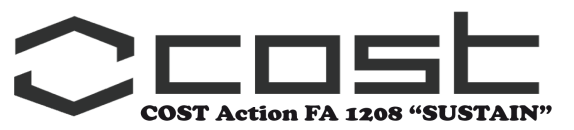 cost
COST Action FA 1208 “SUSTAIN”